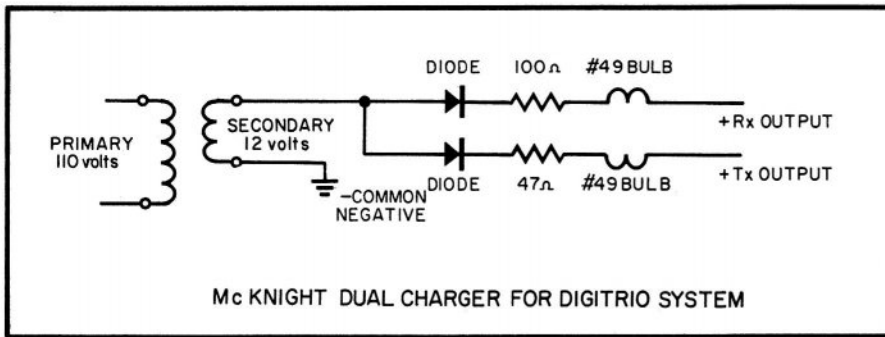 DIODE 100Ω #49 BULB
+Rx OUTPUT
PRIMARY
110 volts
SECONDARY
12 volts
+Tx OUTPUT
DIODE 47Ω #49 BULB
–COMMON
NEGATIVE
Mc KNIGHT DUAL CHARGER FOR DIGITRIO SYSTEM